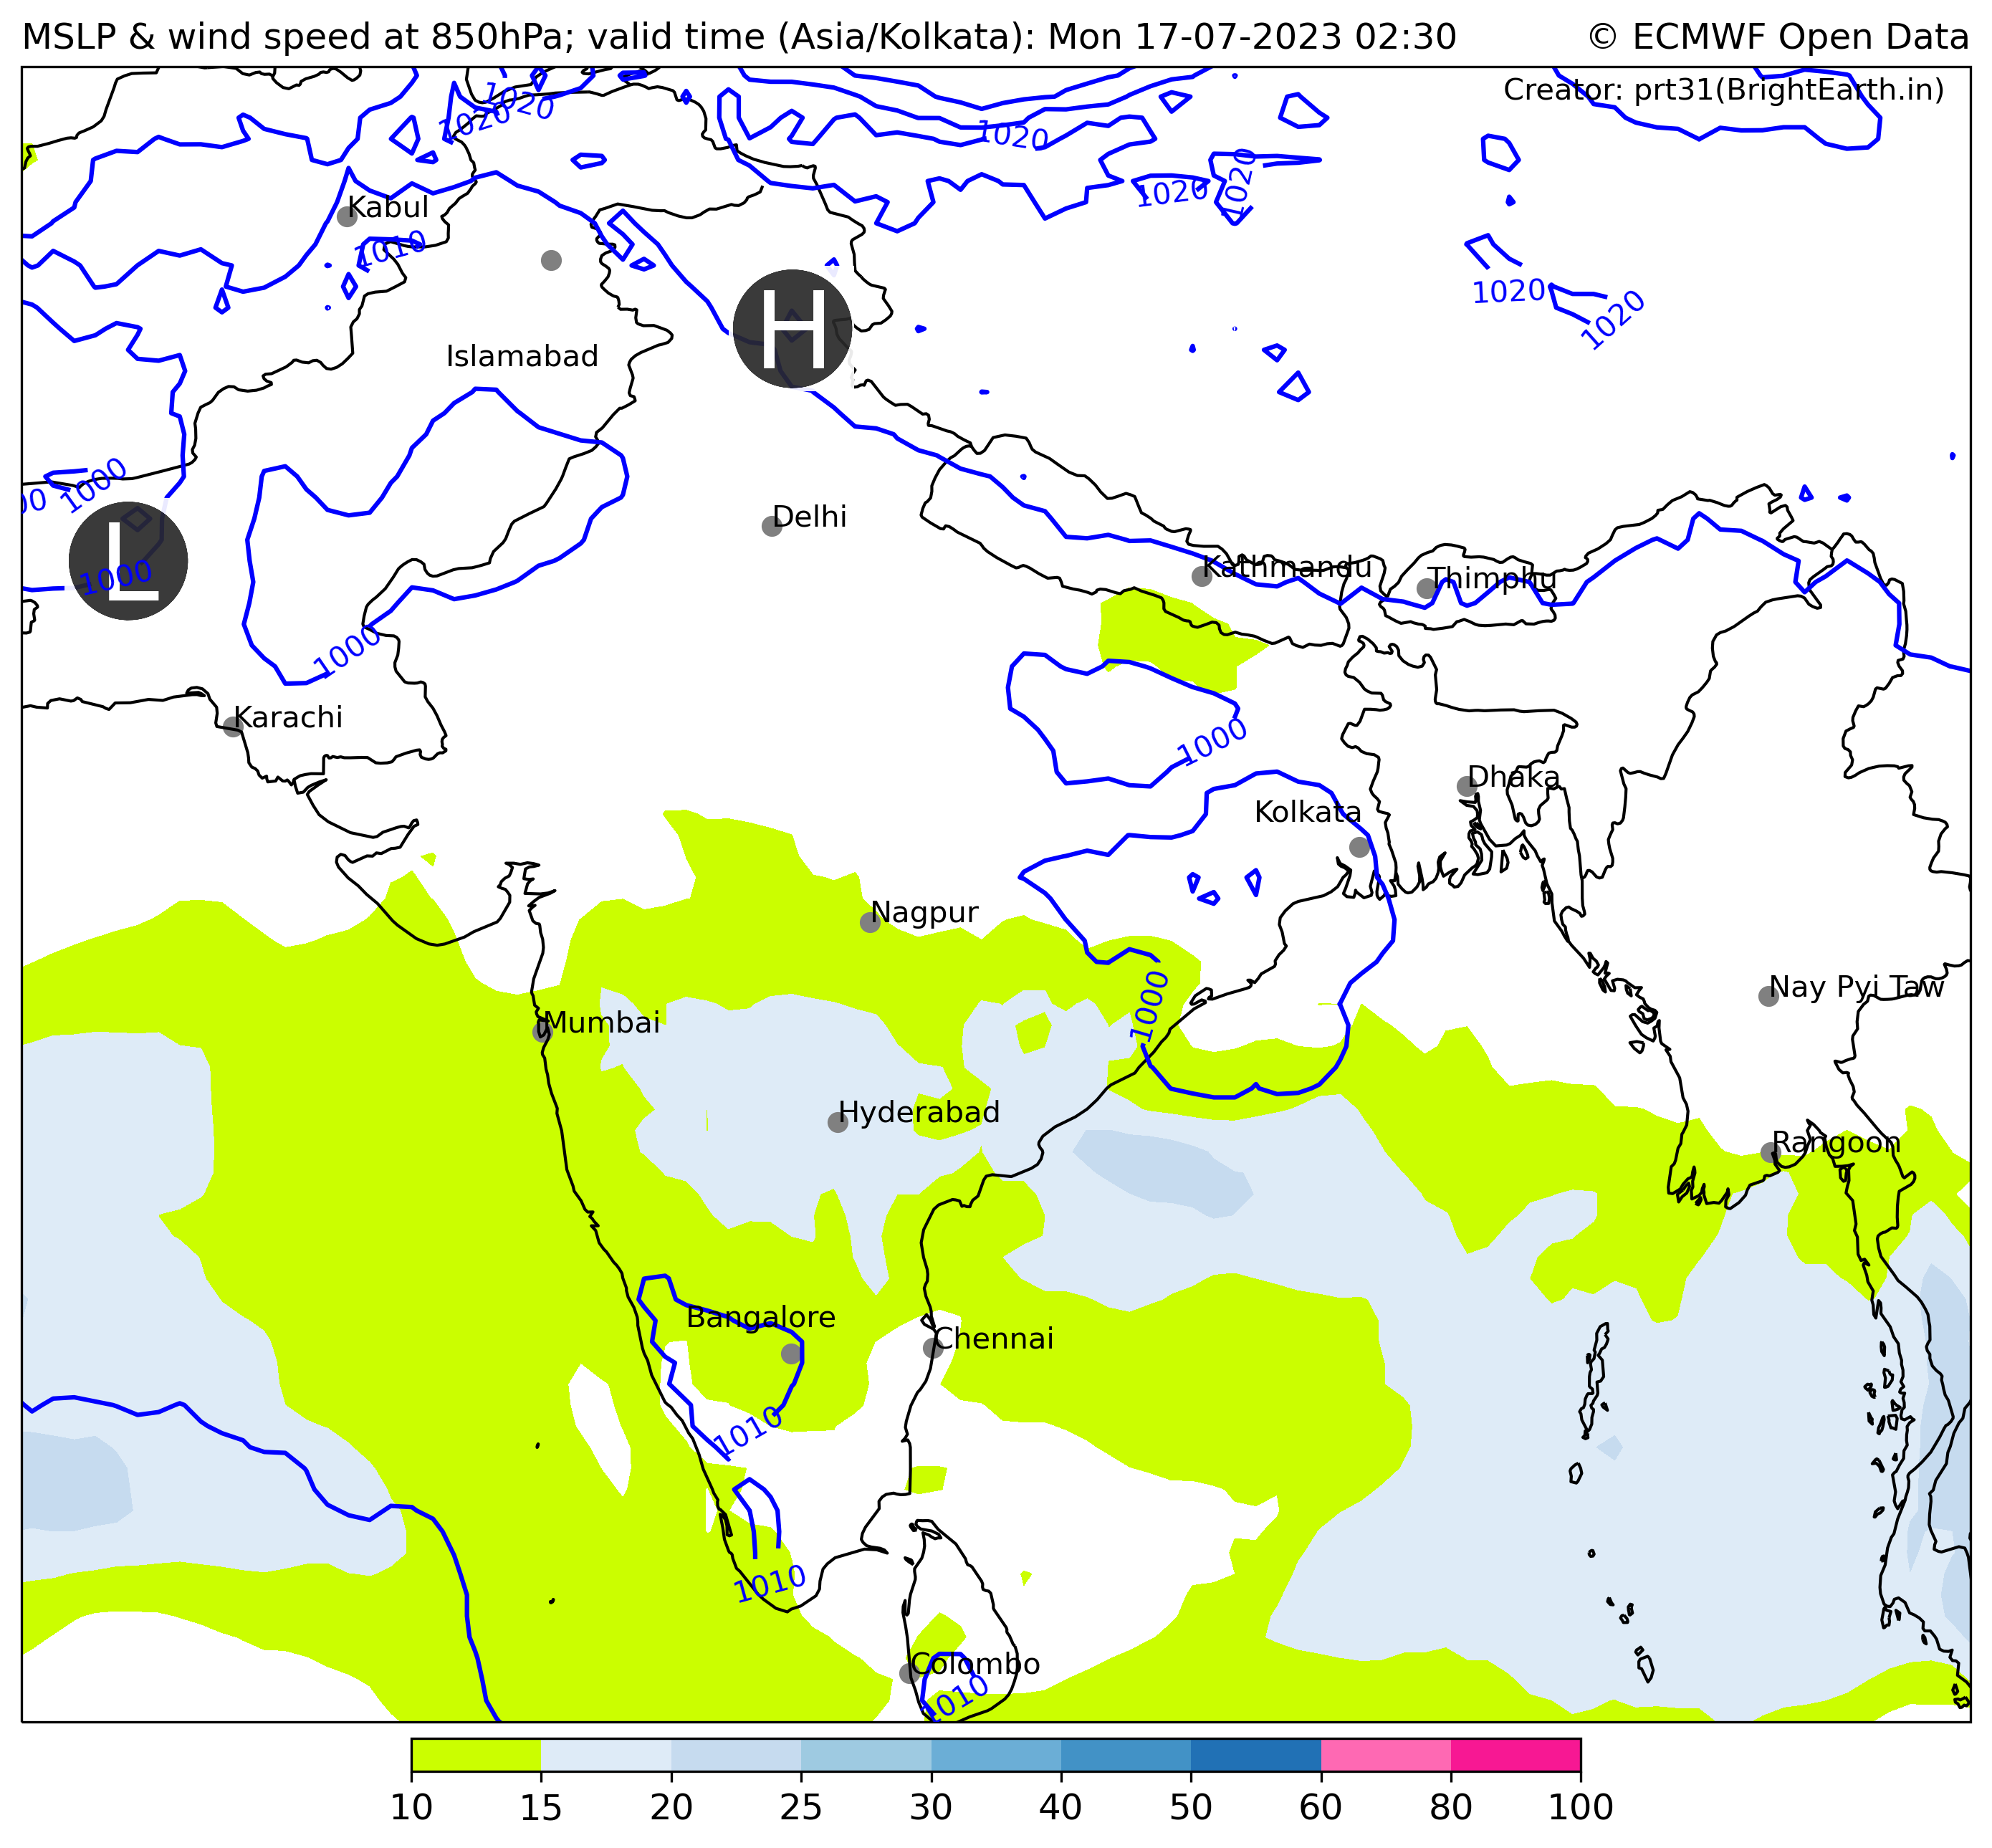 MSLP & wind speed at 850hPa; valid time (Asia/Kolkata): Mon 17-07-2023 02:30
© ECMWF Open Data
Creator: prt31(BrightEarth.in)
1020
1020
1020
1020
1020
Kabul
1010
1020
1020
H
Islamabad
1000
00
Delhi
L
1000
Kathmandu
Thimphu
1000
Karachi
1000
Dhaka
Kolkata
Nagpur
1000
Nay Pyi Taw
Mumbai
Hyderabad
Rangoon
Bangalore
Chennai
1010
1010
Colombo
1010
10 15 20 25 30 40 50 60 80 100